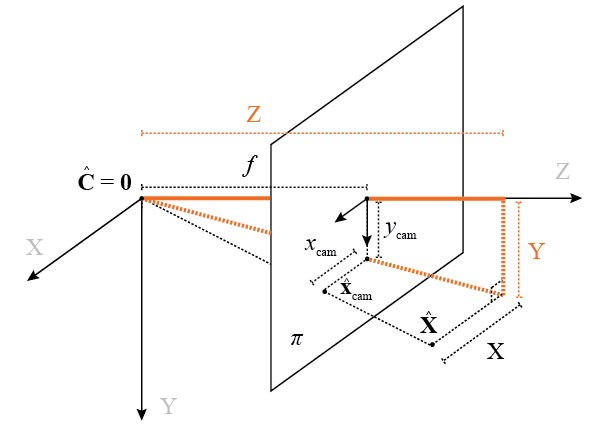 Z
f
Ĉ = 0
Z
X
x_cam
y_cam
Y
x̂_cam
X̂
π
X
Y